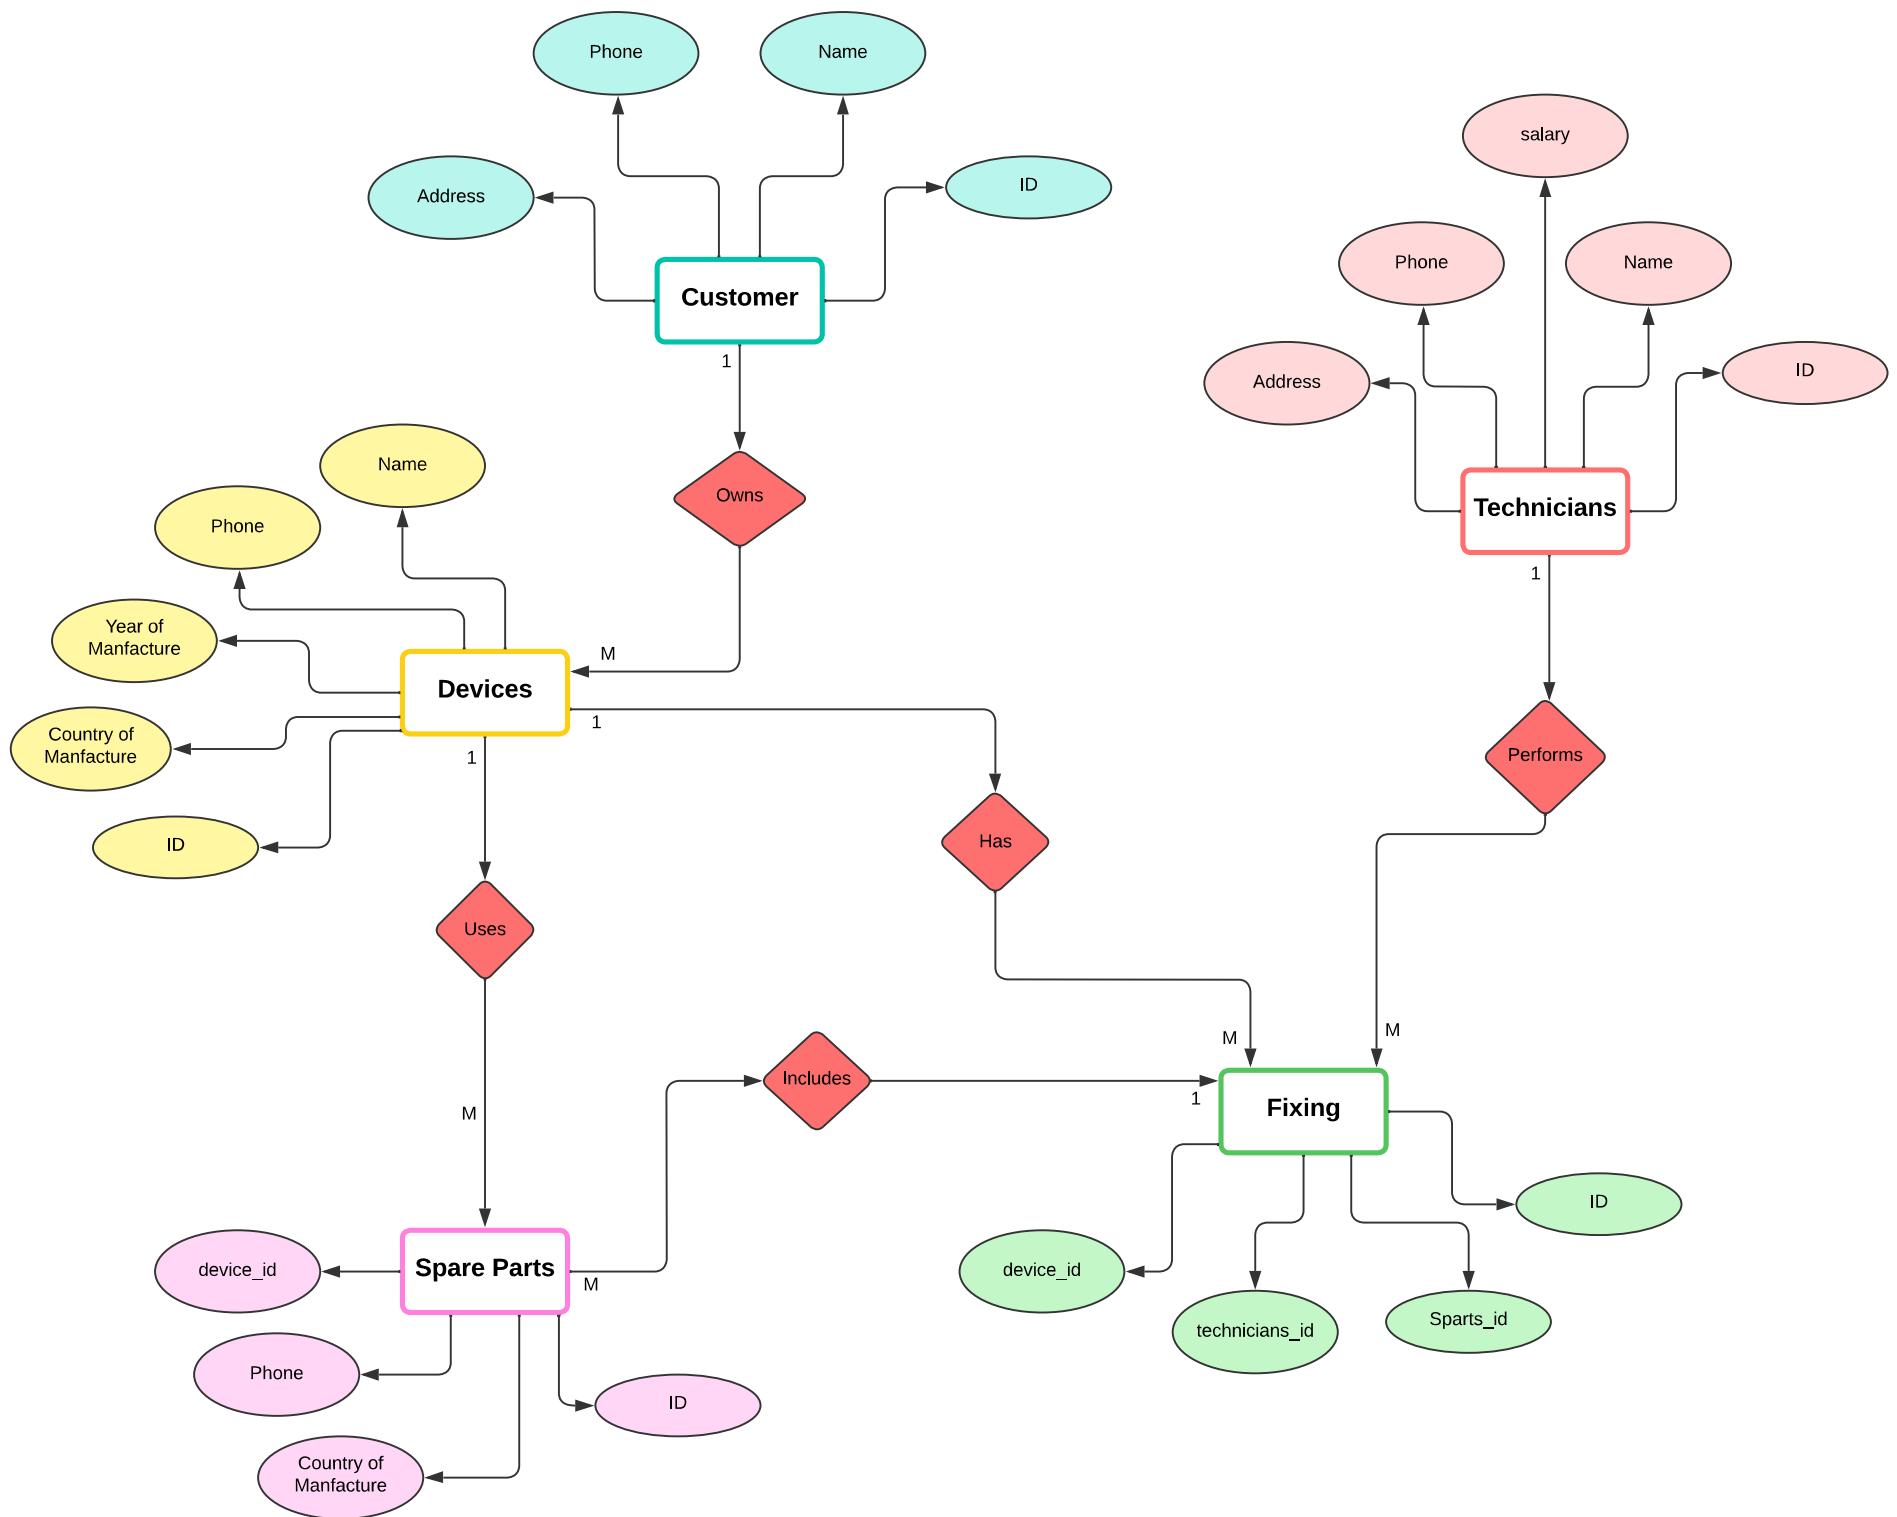 Phone
Name
salary
Address
ID
Phone
Name
Customer
1
ID
Address
Name
Owns
Technicians
Phone
1
Year of
Manfacture
M
Devices
1
Country of
Manfacture
1
Performs
ID
Has
Uses
M
M
Includes
1
M
Fixing
ID
device_id
Spare Parts
M
device_id
technicians_id
Sparts_id
Phone
ID
Country of
Manfacture